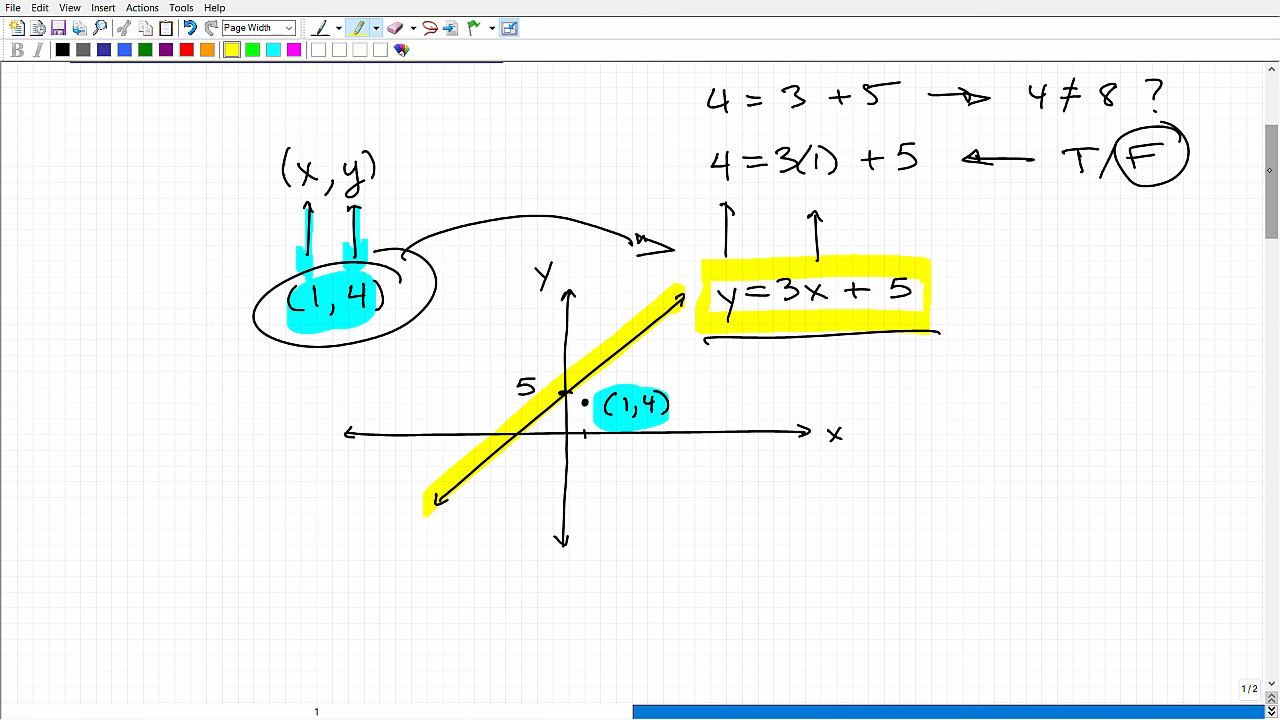 File Edit View Insert Actions Tools Help
Page Width
B I
4 = 3 + 5 → 4 ≠ 8 ?
4 = 3(1) + 5 ← T/F
(x, y)
(1, 4)
y = 3x + 5
y
5
(1, 4)
x
1/2
1